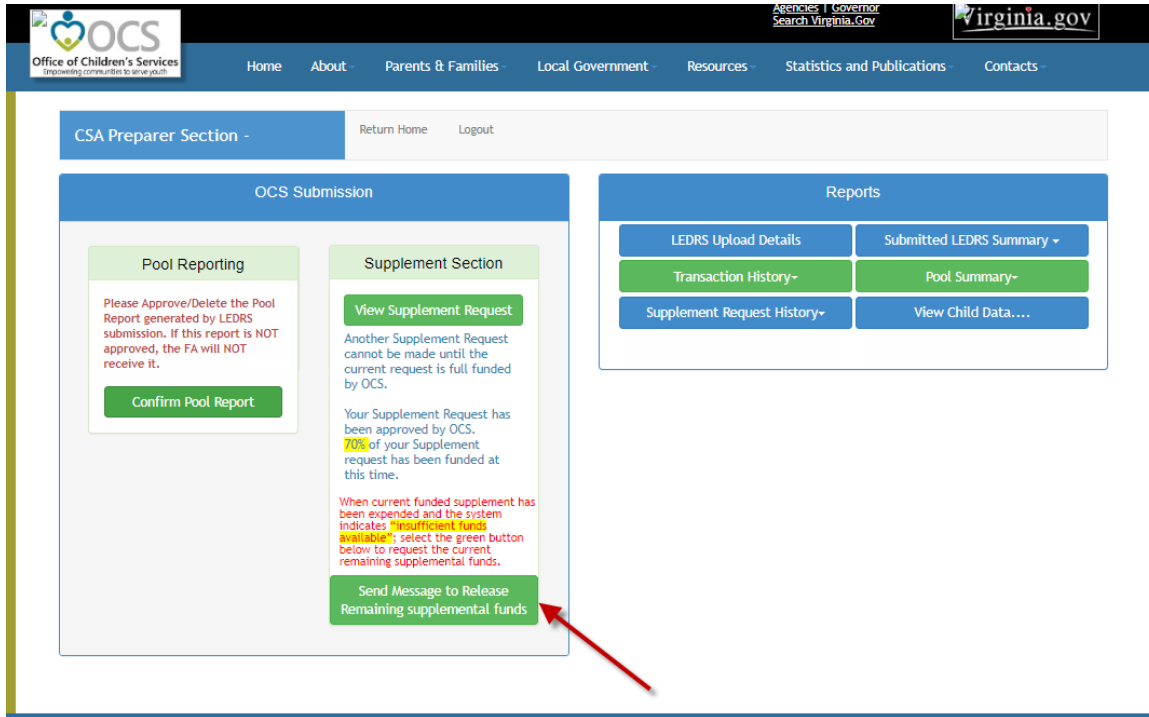 Agencies | Governor
Search Virginia.Gov
Virginia.gov
OCS
Office of Children's Services
Empowering communities to serve youth
Home About Parents & Families Local Government Resources Statistics and Publications Contacts
CSA Preparer Section -
Return Home Logout
OCS Submission
Pool Reporting
Please Approve/Delete the Pool
Report generated by LEDRS
submission. If this report is NOT
approved, the FA will NOT
receive it.
Confirm Pool Report
Supplement Section
View Supplement Request
Another Supplement Request
cannot be made until the
current request is full funded
by OCS.
Your Supplement Request has
been approved by OCS.
70% of your Supplement
request has been funded at
this time.
When current funded supplement has
been expended and the system
indicates "insufficient funds
available"; select the green button
below to request the current
remaining supplemental funds.
Send Message to Release
Remaining supplemental funds
Reports
LEDRS Upload Details
Submitted LEDRS Summary
Transaction History
Pool Summary
Supplement Request History
View Child Data....